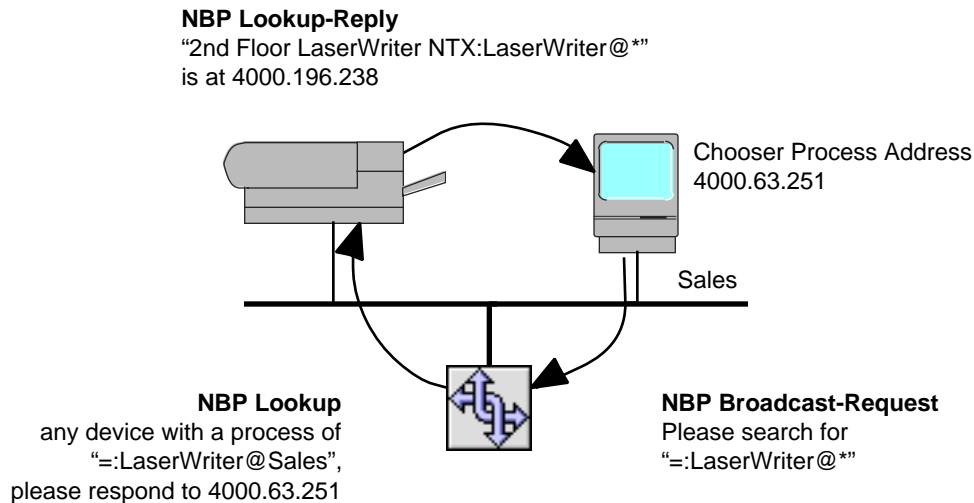 NBP Lookup-Reply
“2nd Floor LaserWriter NTX:LaserWriter@*”
is at 4000.196.238
Chooser Process Address
4000.63.251
Sales
NBP Lookup
any device with a process of
“=:LaserWriter@Sales”,
please respond to 4000.63.251
NBP Broadcast-Request
Please search for
“=:LaserWriter@*”